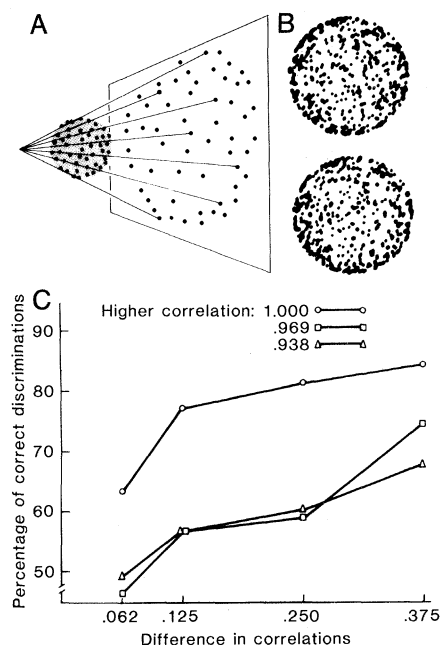 A
B
C
Higher correlation: 1.000
.969
.938
90
80
70
60
50
Percentage of correct discriminations
.062
.125
.250
.375
Difference in correlations